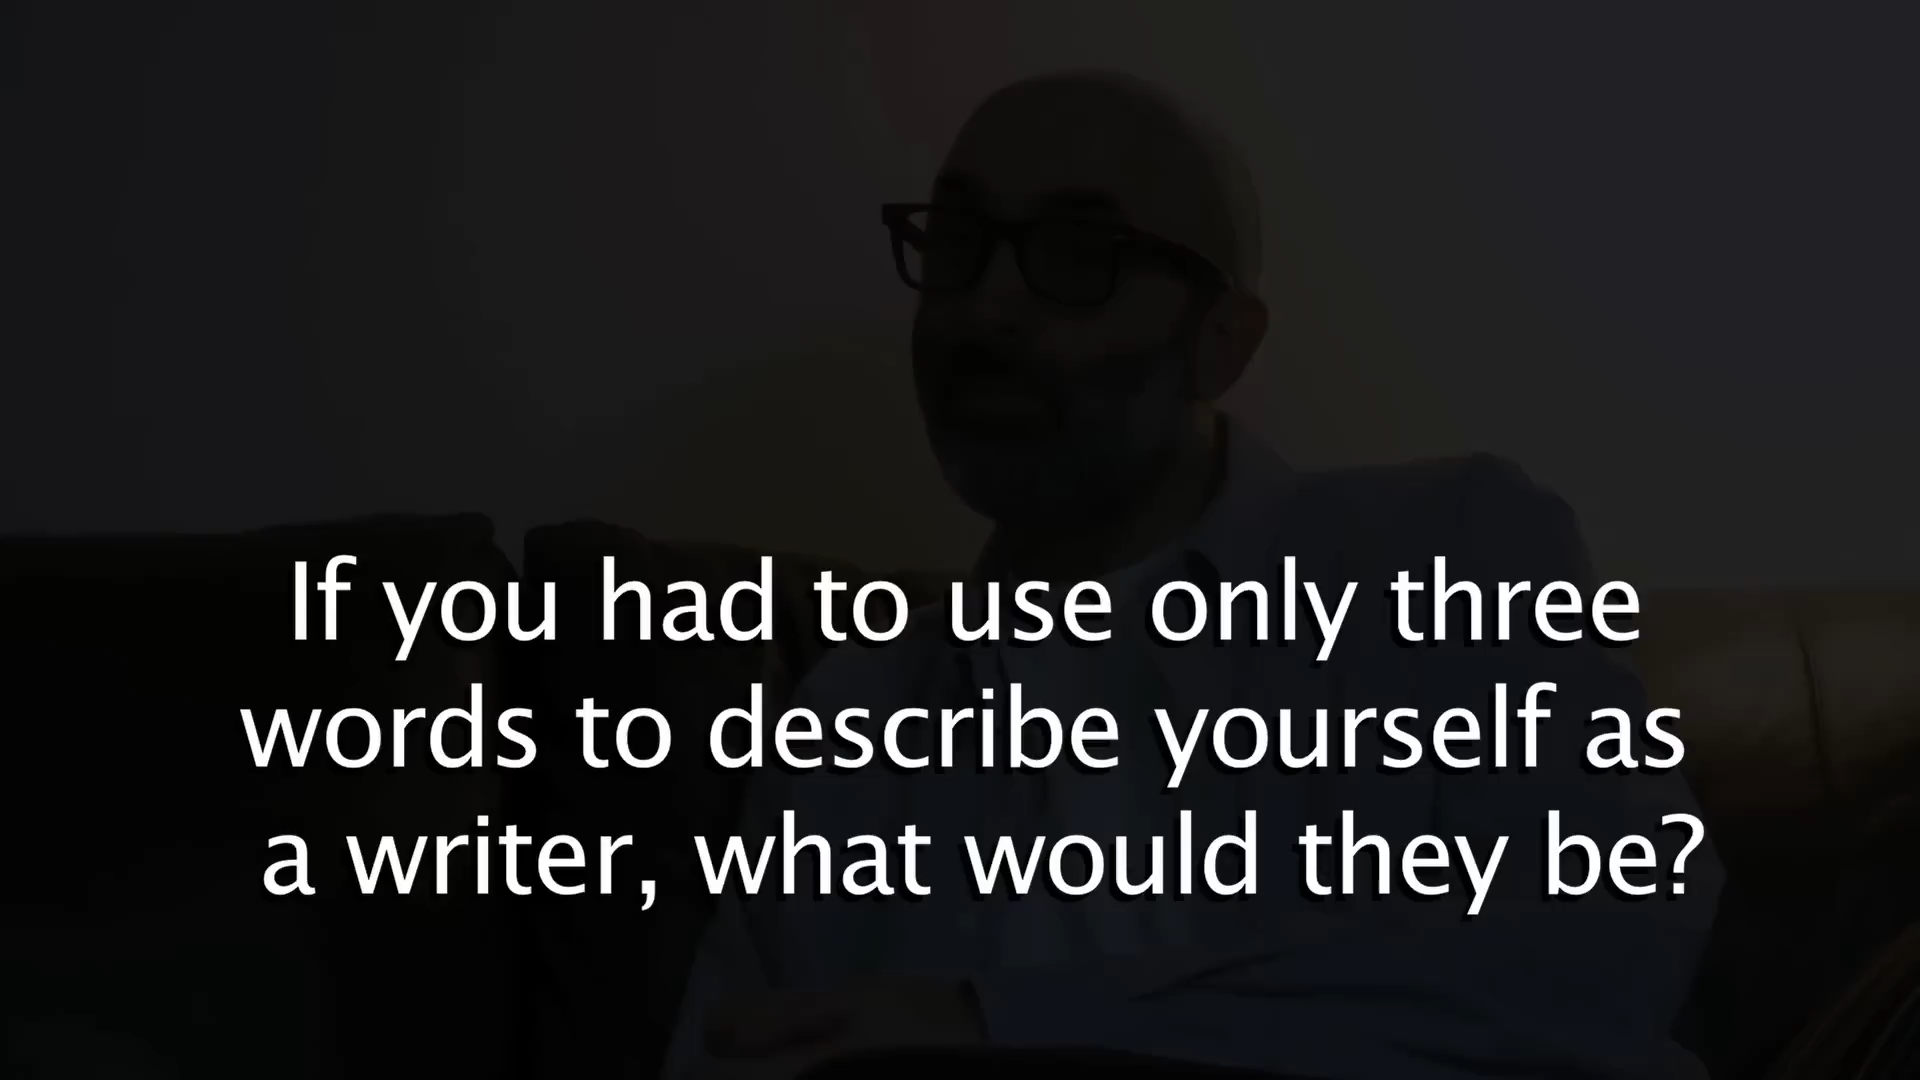 If you had to use only three
words to describe yourself as
a writer, what would they be?